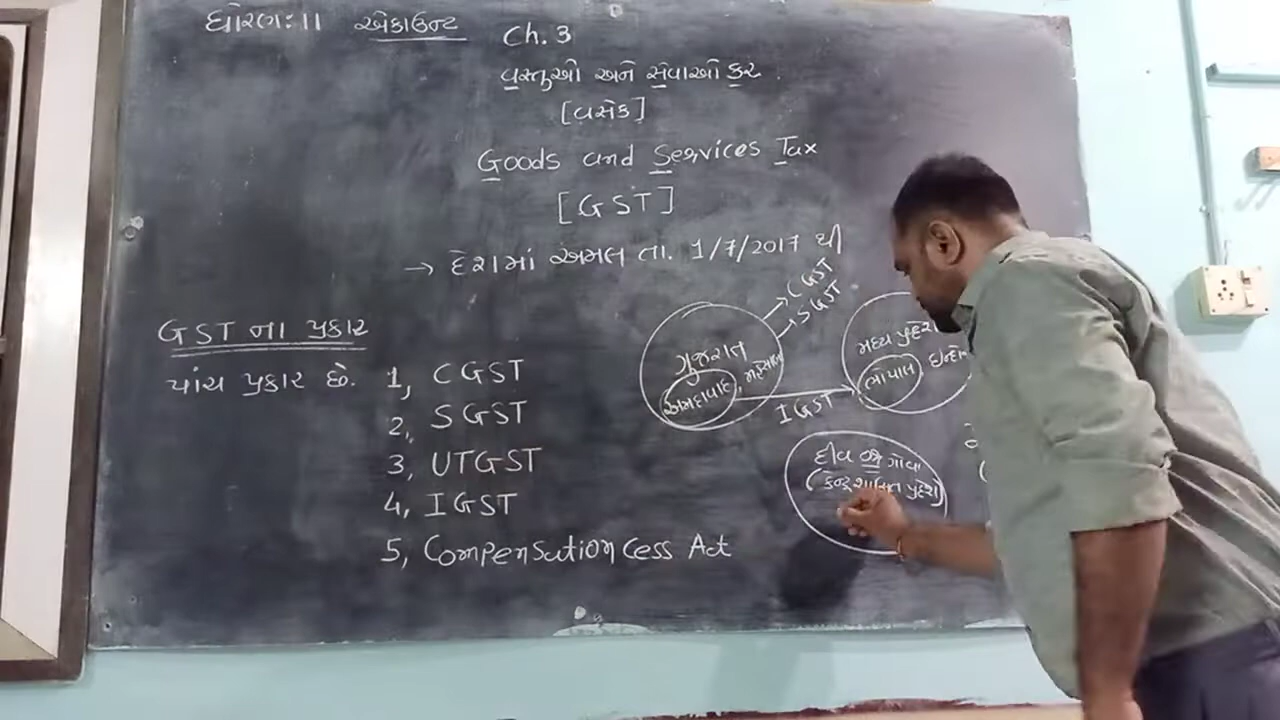 ધોરણ:11 એકાઉન્ટ
Ch. 3
વસ્તુઓ અને સેવાઓ કર.
[વસેક]
Goods and Services Tax
[GST]
→ દેશમાં અમલ તા. 1/7/2017 થી
GST ના પ્રકાર
પાંચ પ્રકાર છે.
1, CGST
2, SGST
3, UTGST
4, IGST
5, Compensation Cess Act
→ CGST
→ SGST
ગુજરાત
અમદાવાદ, મહેસાણા
IGST
મધ્ય પ્રદેશ
ભોપાલ
દીવ
ગોવા
(કેન્દ્રશાસિત પ્રદેશો)